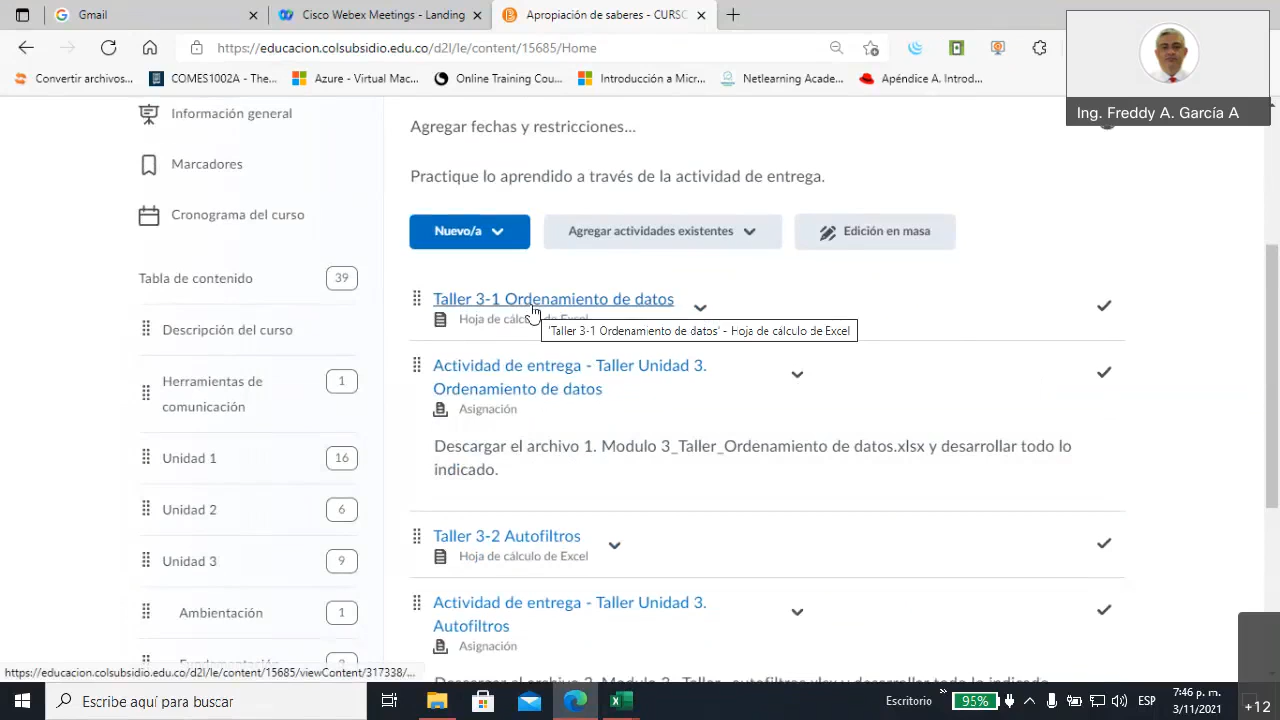 Gmail
Cisco Webex Meetings - Landing
Apropiación de saberes - CURSC
https://educacion.colsubsidio.edu.co/d2l/le/content/15685/Home
Convertir archivos...
COMES1002A - The...
Azure - Virtual Mac...
Online Training Cou...
Introducción a Micr...
Netlearning Acade...
Apéndice A. Introd...
Ing. Freddy A. García A
Información general
Marcadores
Cronograma del curso
Tabla de contenido 39
Descripción del curso
Herramientas de 1
comunicación
Unidad 1 16
Unidad 2 6
Unidad 3 9
Ambientación 1
Agregar fechas y restricciones...
Practique lo aprendido a través de la actividad de entrega.
Nuevo/a
Agregar actividades existentes
Edición en masa
Taller 3-1 Ordenamiento de datos
Hoja de cálculo de Excel
'Taller 3-1 Ordenamiento de datos' - Hoja de cálculo de Excel
Actividad de entrega - Taller Unidad 3.
Ordenamiento de datos
Asignación
Descargar el archivo 1. Modulo 3_Taller_Ordenamiento de datos.xlsx y desarrollar todo lo
indicado.
Taller 3-2 Autofiltros
Hoja de cálculo de Excel
Actividad de entrega - Taller Unidad 3.
Autofiltros
Asignación
https://educacion.colsubsidio.edu.co/d2l/le/content/15685/viewContent/317338/...
Escribe aquí para buscar
Escritorio
95%
ESP
7:46 p. m.
3/11/2021
+12